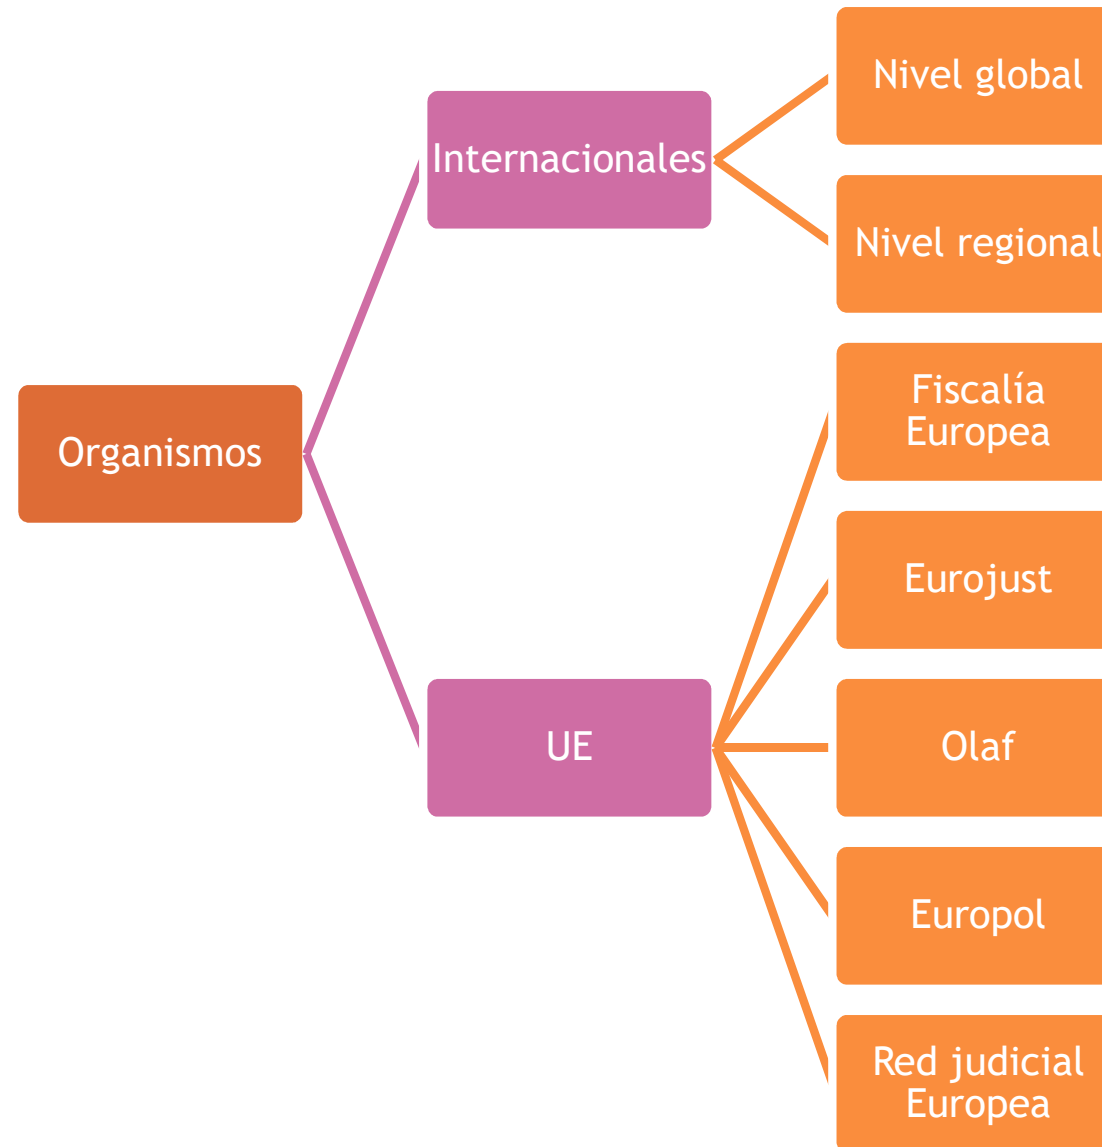 Organismos
Internacionales
Nivel global
Nivel regional
UE
Fiscalía
Europea
Eurojust
Olaf
Europol
Red judicial
Europea